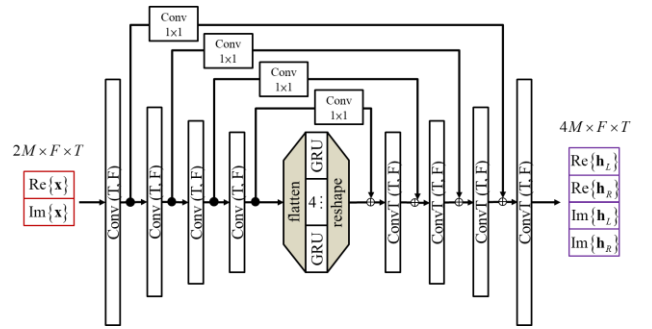 Conv
1×1
Conv
1×1
Conv
1×1
Conv
1×1
2M × F × T
Re{x}
Im{x}
Conv (T, F)
Conv (T, F)
Conv (T, F)
Conv (T, F)
flatten
GRU
4 ⋮
GRU
reshape
ConvT (T, F)
ConvT (T, F)
ConvT (T, F)
ConvT (T, F)
4M × F × T
Re{h_L}
Re{h_R}
Im{h_L}
Im{h_R}